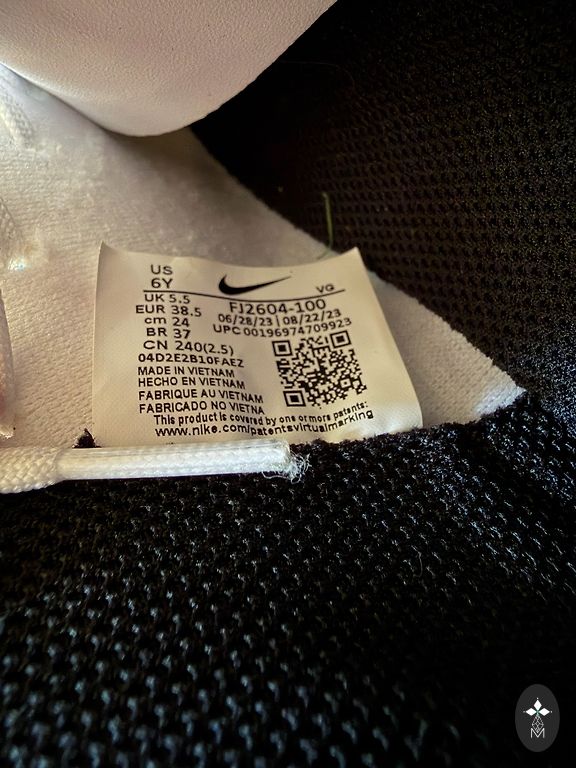 US
6Y
VG
UK 5.5
EUR 38.5
cm 24
BR 37
CN 240(2.5)
FJ2604-100
06/28/23 | 08/22/23
UPC 00196974709923
04D2E2B10FAEZ
MADE IN VIETNAM
HECHO EN VIETNAM
FABRIQUE AU VIETNAM
FABRICADO NO VIETNA
This product is covered by one or more patents:
www.nike.com/patentsvirtualmarking
M